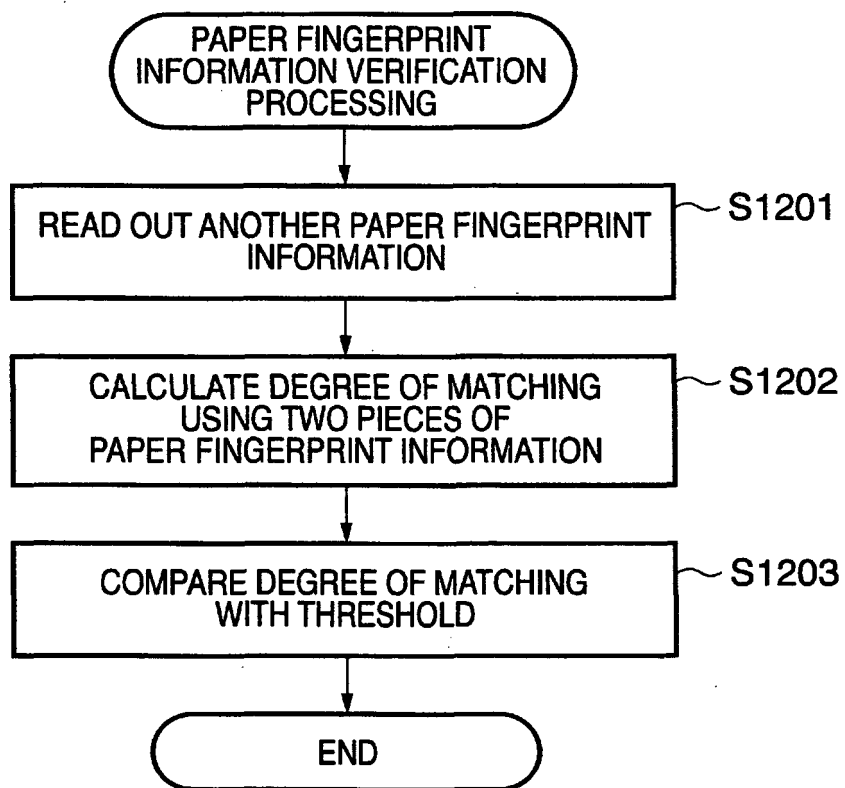 PAPER FINGERPRINT
INFORMATION VERIFICATION
PROCESSING
READ OUT ANOTHER PAPER FINGERPRINT
INFORMATION
S1201
CALCULATE DEGREE OF MATCHING
USING TWO PIECES OF
PAPER FINGERPRINT INFORMATION
S1202
COMPARE DEGREE OF MATCHING
WITH THRESHOLD
S1203
END